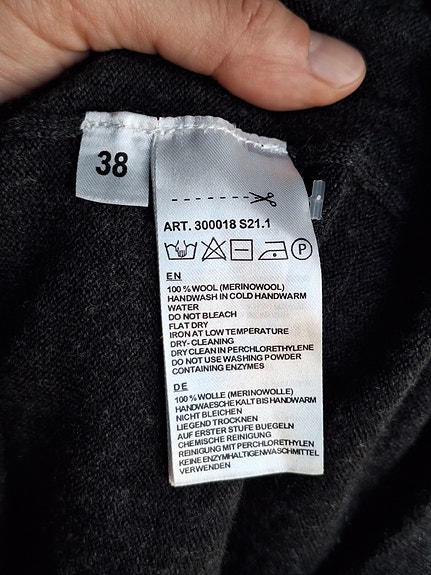 38
ART. 300018 S21.1
P
EN
100 % WOOL (MERINOWOOL)
HANDWASH IN COLD HANDWARM
WATER
DO NOT BLEACH
FLAT DRY
IRON AT LOW TEMPERATURE
DRY- CLEANING
DRY CLEAN IN PERCHLORETHYLENE
DO NOT USE WASHING POWDER
CONTAINING ENZYMES
DE
100 % WOLLE (MERINOWOLLE)
HANDWAESCHE KALT BIS HANDWARM
NICHT BLEICHEN
LIEGEND TROCKNEN
AUF ERSTER STUFE BUEGELN
CHEMISCHE REINIGUNG
REINIGUNG MIT PERCHLORETHYLEN
KEINE ENZYMHALTIGENWASCHMITTEL
VERWENDEN